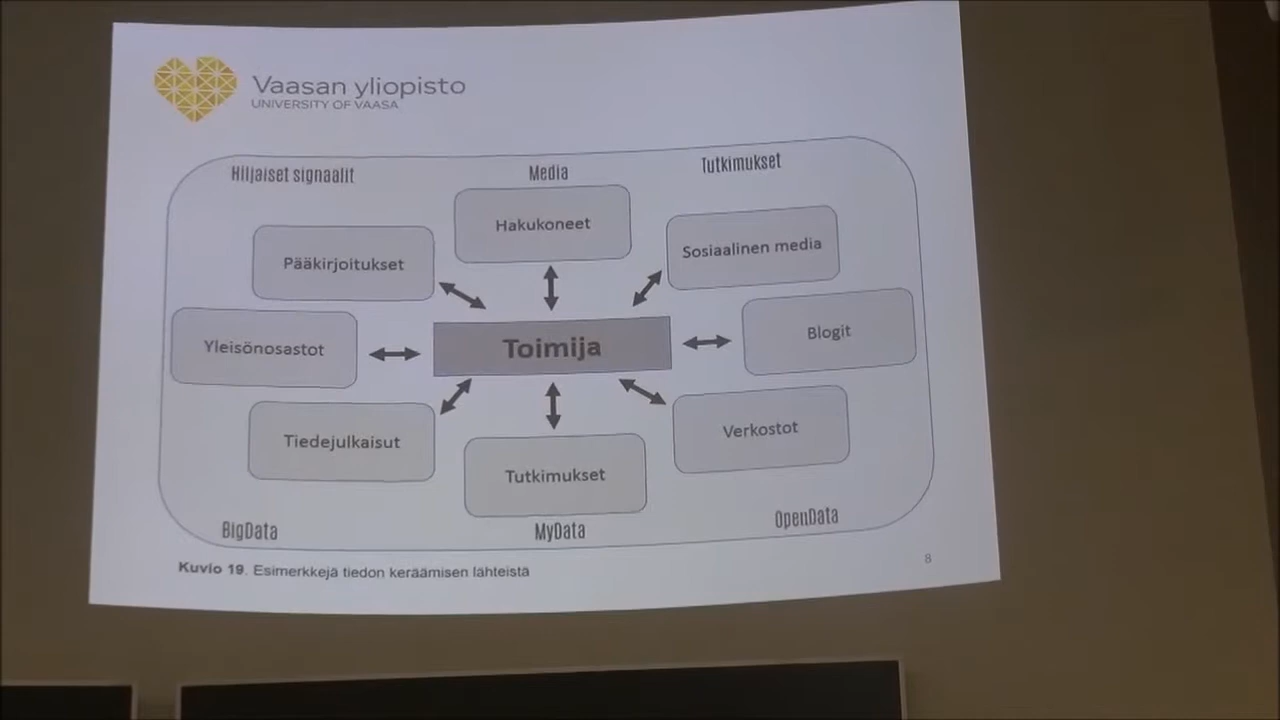 Vaasan yliopisto
UNIVERSITY OF VAASA
Hiljaiset signaalit
Media
Tutkimukset
Hakukoneet
Pääkirjoitukset
Sosiaalinen media
Yleisönosastot
Toimija
Blogit
Tiedejulkaisut
Tutkimukset
Verkostot
BigData
MyData
OpenData
Kuvio 19. Esimerkkejä tiedon keräämisen lähteistä
8